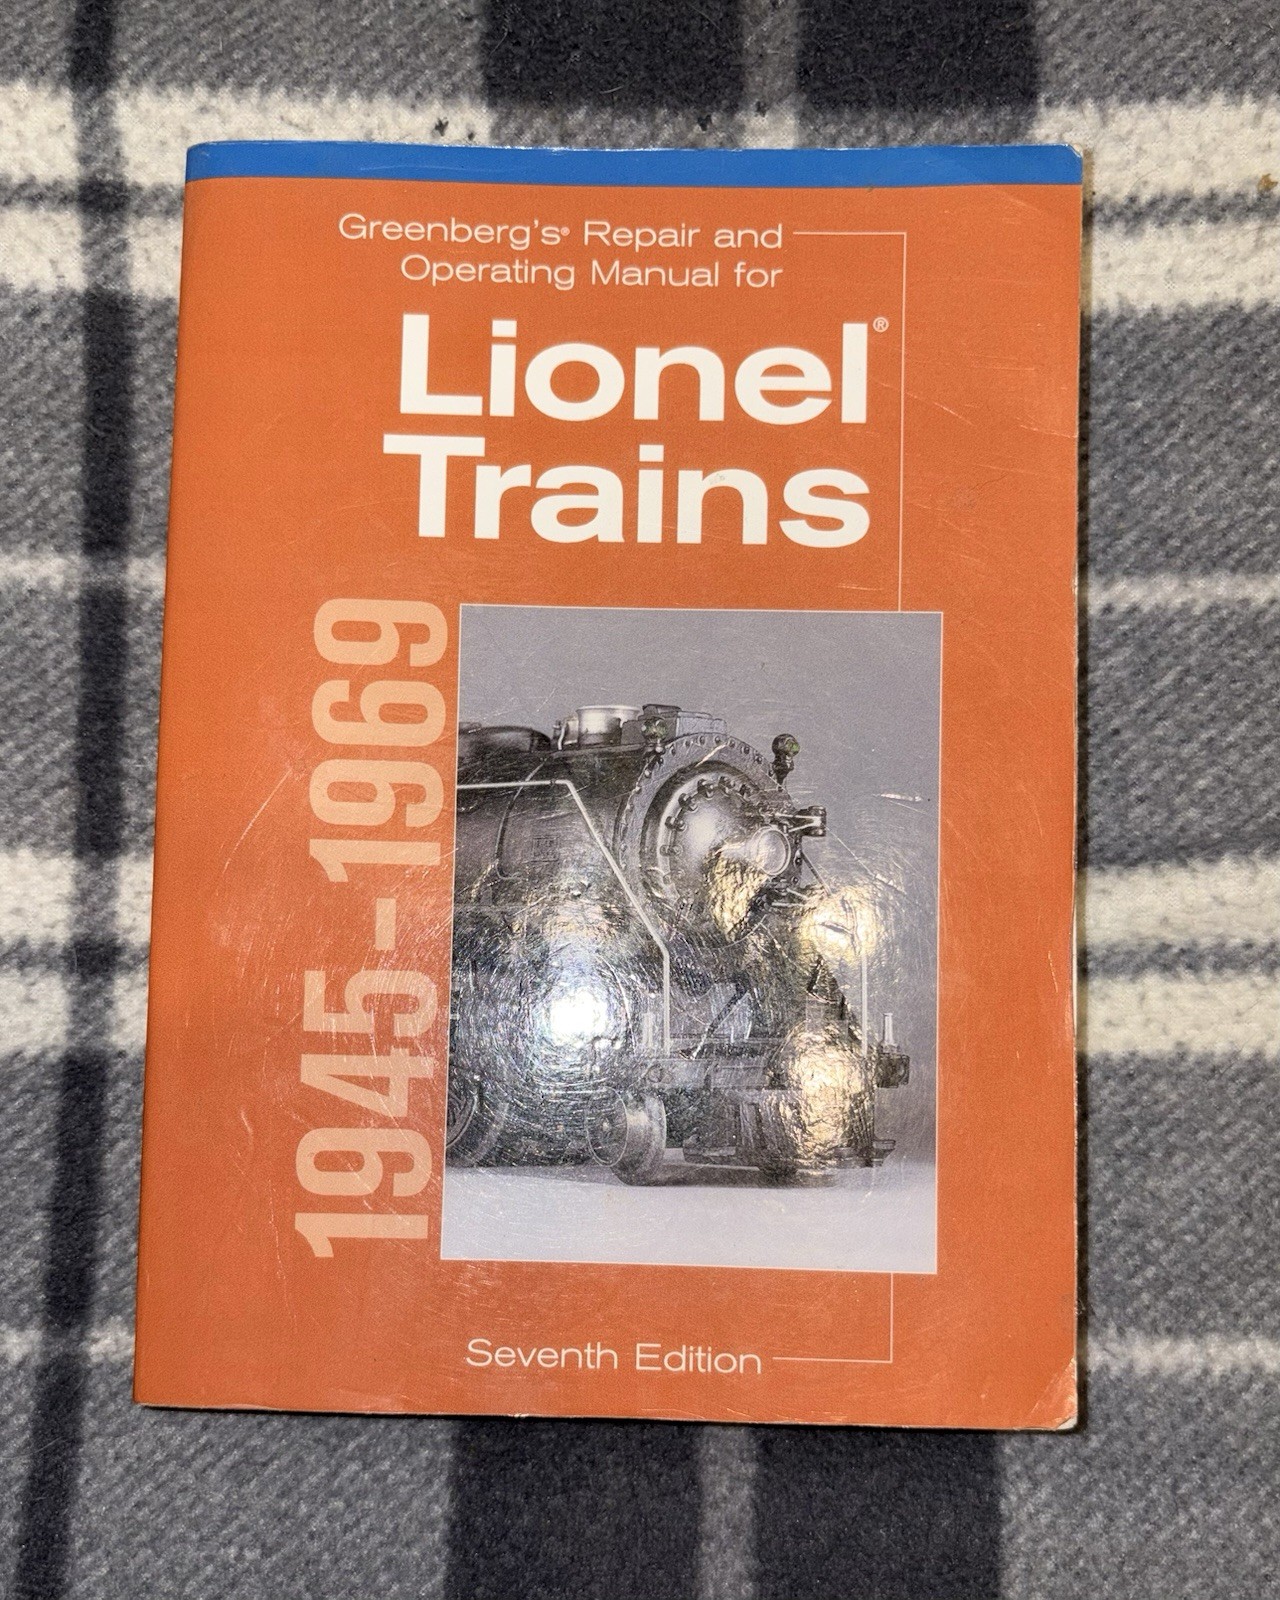 Greenberg's® Repair and
Operating Manual for
Lionel®
Trains
1945-1969
Seventh Edition